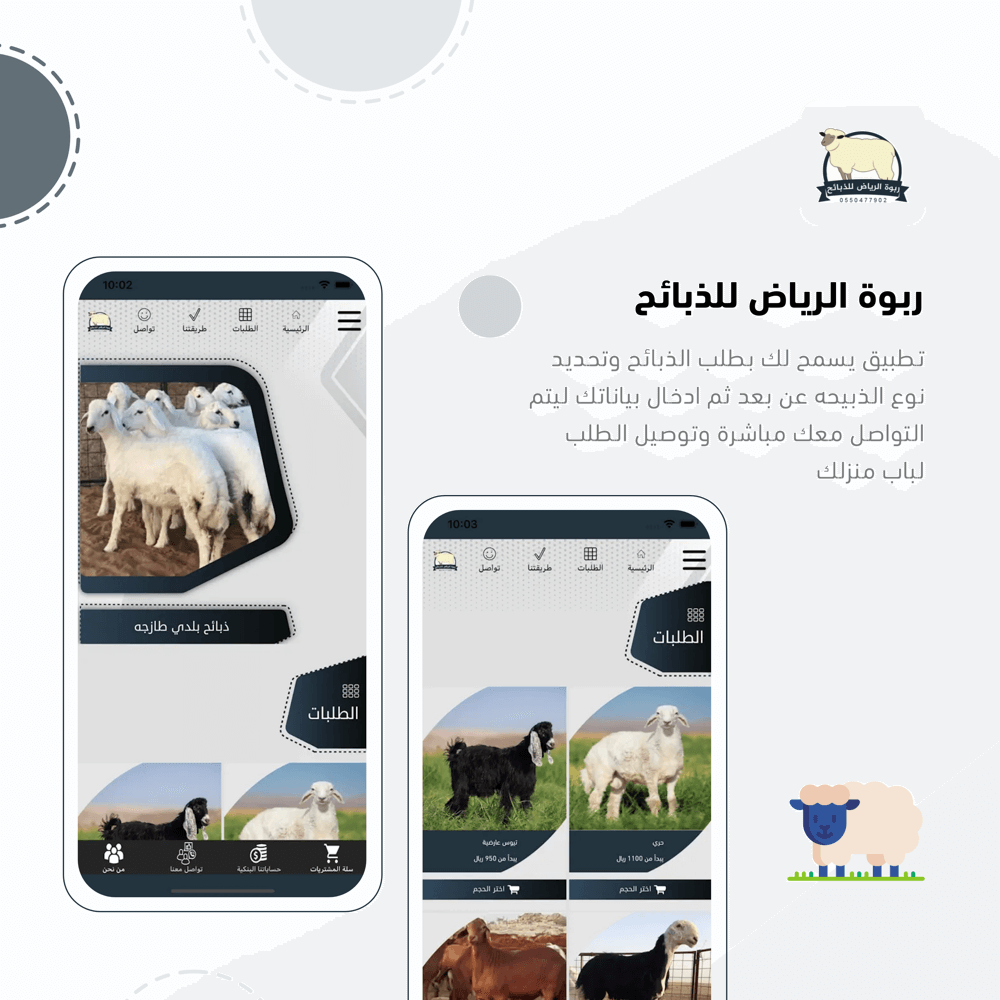 ربوة الرياض للذبائح
0550477902
ربوة الرياض للذبائح
تطبيق يسمح لك بطلب الذبائح وتحديد
نوع الذبيحه عن بعد ثم ادخال بياناتك ليتم
التواصل معك مباشرة وتوصيل الطلب
لباب منزلك
10:02
الرئيسية
الطلبات
طريقتنا
تواصل
ذبائح بلدي طازجه
الطلبات
سلة المشتريات
حساباتنا البنكية
تواصل معنا
من نحن
10:03
الرئيسية
الطلبات
طريقتنا
تواصل
الطلبات
حري
يبدأ من 1100 ريال
اختر الحجم
تيوس عارضية
يبدأ من 950 ريال
اختر الحجم